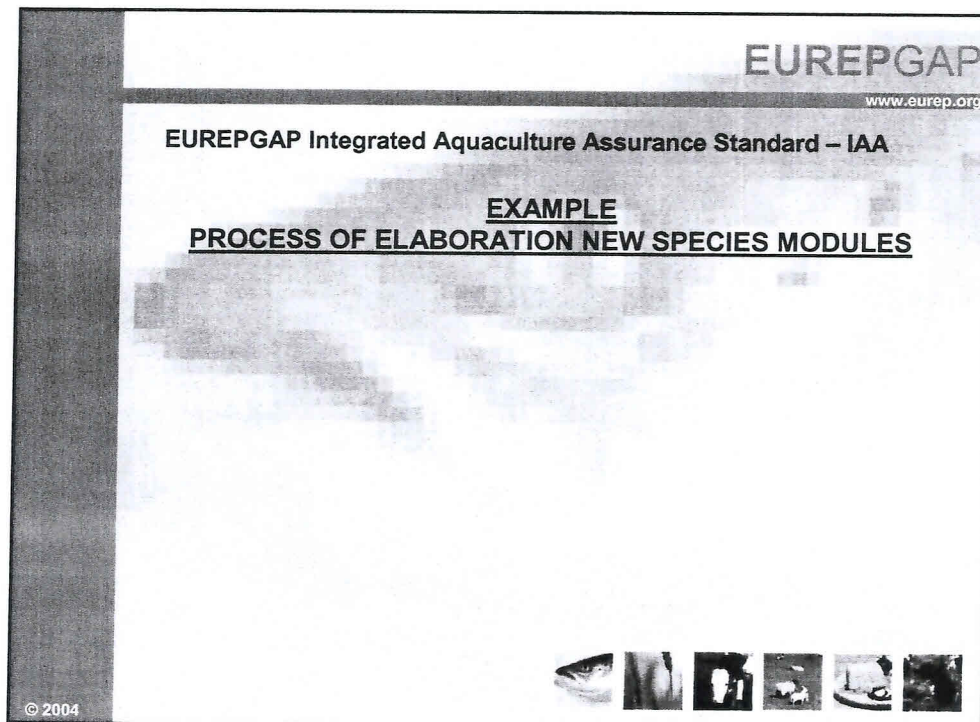 EUREPGAP
www.eurep.org
EUREPGAP Integrated Aquaculture Assurance Standard – IAA
EXAMPLE
PROCESS OF ELABORATION NEW SPECIES MODULES
© 2004